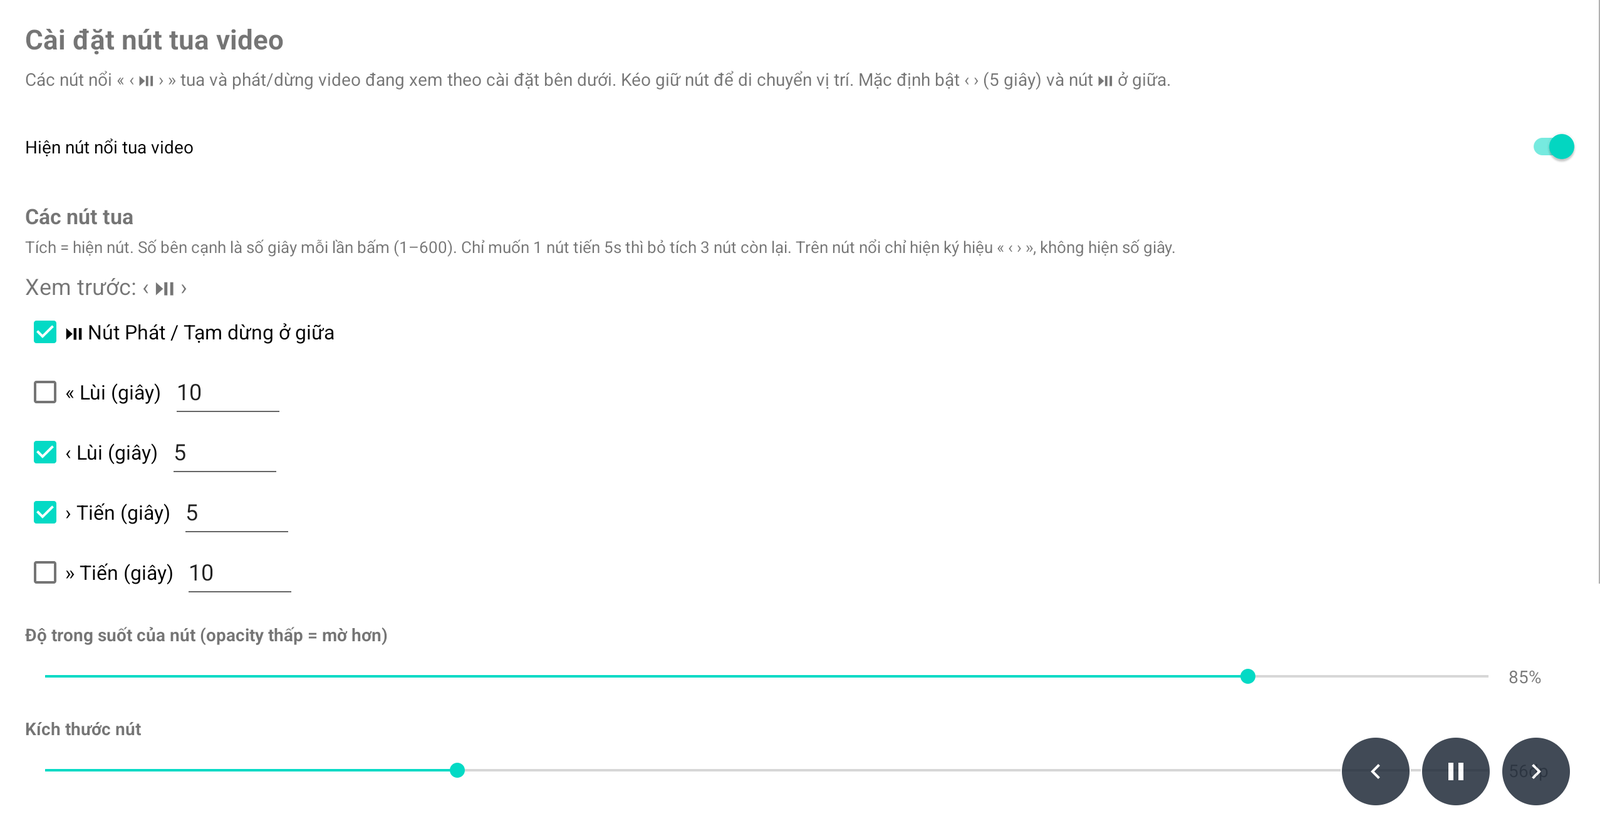 Cài đặt nút tua video
Các nút nổi « ‹ ⏯ › » tua và phát/dừng video đang xem theo cài đặt bên dưới. Kéo giữ nút để di chuyển vị trí. Mặc định bật ‹ › (5 giây) và nút ⏯ ở giữa.
Hiện nút nổi tua video
Các nút tua
Tích = hiện nút. Số bên cạnh là số giây mỗi lần bấm (1–600). Chỉ muốn 1 nút tiến 5s thì bỏ tích 3 nút còn lại. Trên nút nổi chỉ hiện ký hiệu « ‹ › », không hiện số giây.
Xem trước: ‹ ⏯ ›
⏯ Nút Phát / Tạm dừng ở giữa
« Lùi (giây) 10
‹ Lùi (giây) 5
› Tiến (giây) 5
» Tiến (giây) 10
Độ trong suốt của nút (opacity thấp = mờ hơn)
85%
Kích thước nút